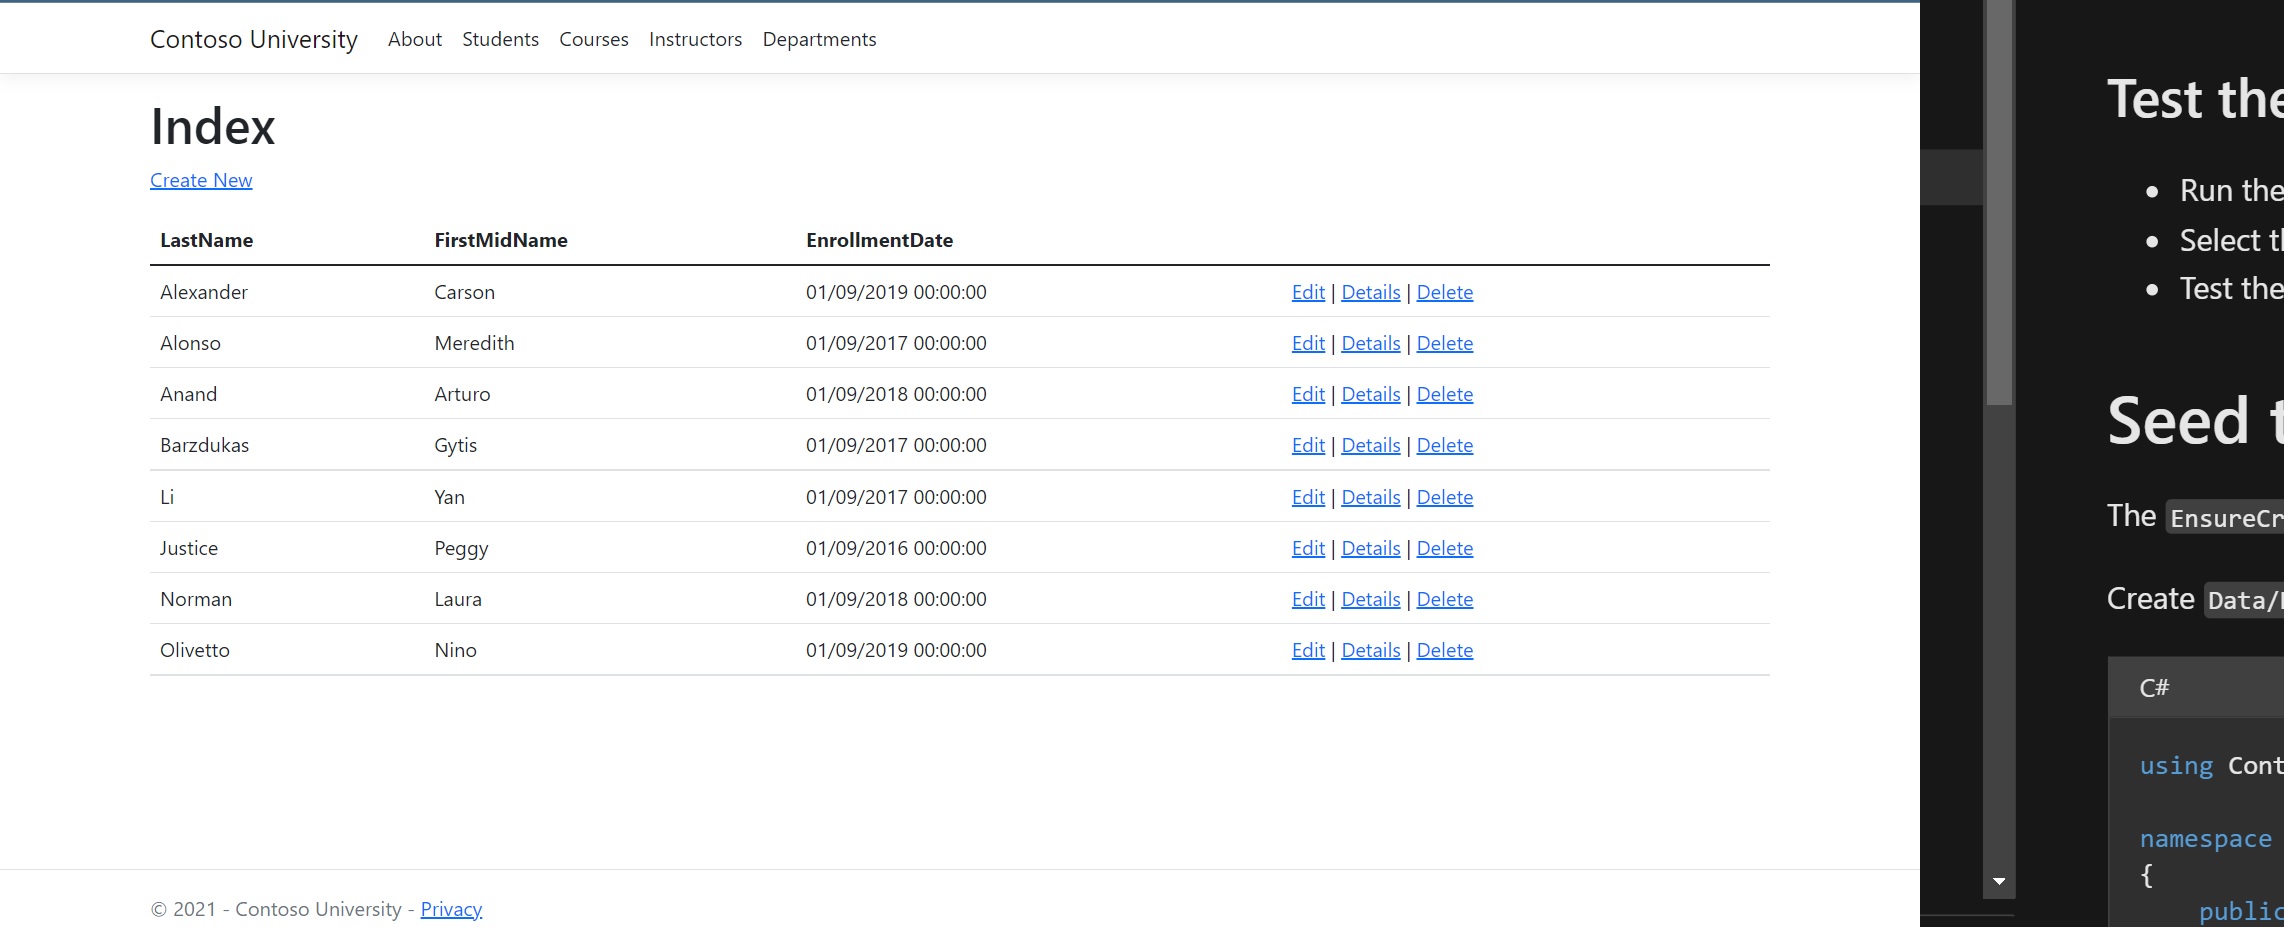 Contoso University About Students Courses Instructors Departments
Index
Create New
LastName FirstMidName EnrollmentDate
Alexander Carson 01/09/2019 00:00:00 Edit | Details | Delete
Alonso Meredith 01/09/2017 00:00:00 Edit | Details | Delete
Anand Arturo 01/09/2018 00:00:00 Edit | Details | Delete
Barzdukas Gytis 01/09/2017 00:00:00 Edit | Details | Delete
Li Yan 01/09/2017 00:00:00 Edit | Details | Delete
Justice Peggy 01/09/2016 00:00:00 Edit | Details | Delete
Norman Laura 01/09/2018 00:00:00 Edit | Details | Delete
Olivetto Nino 01/09/2019 00:00:00 Edit | Details | Delete
© 2021 - Contoso University - Privacy
Test the
• Run the
• Select
• Test the
Seed
The EnsureCr
Create Data/
C#
using Cont
namespace
{
public